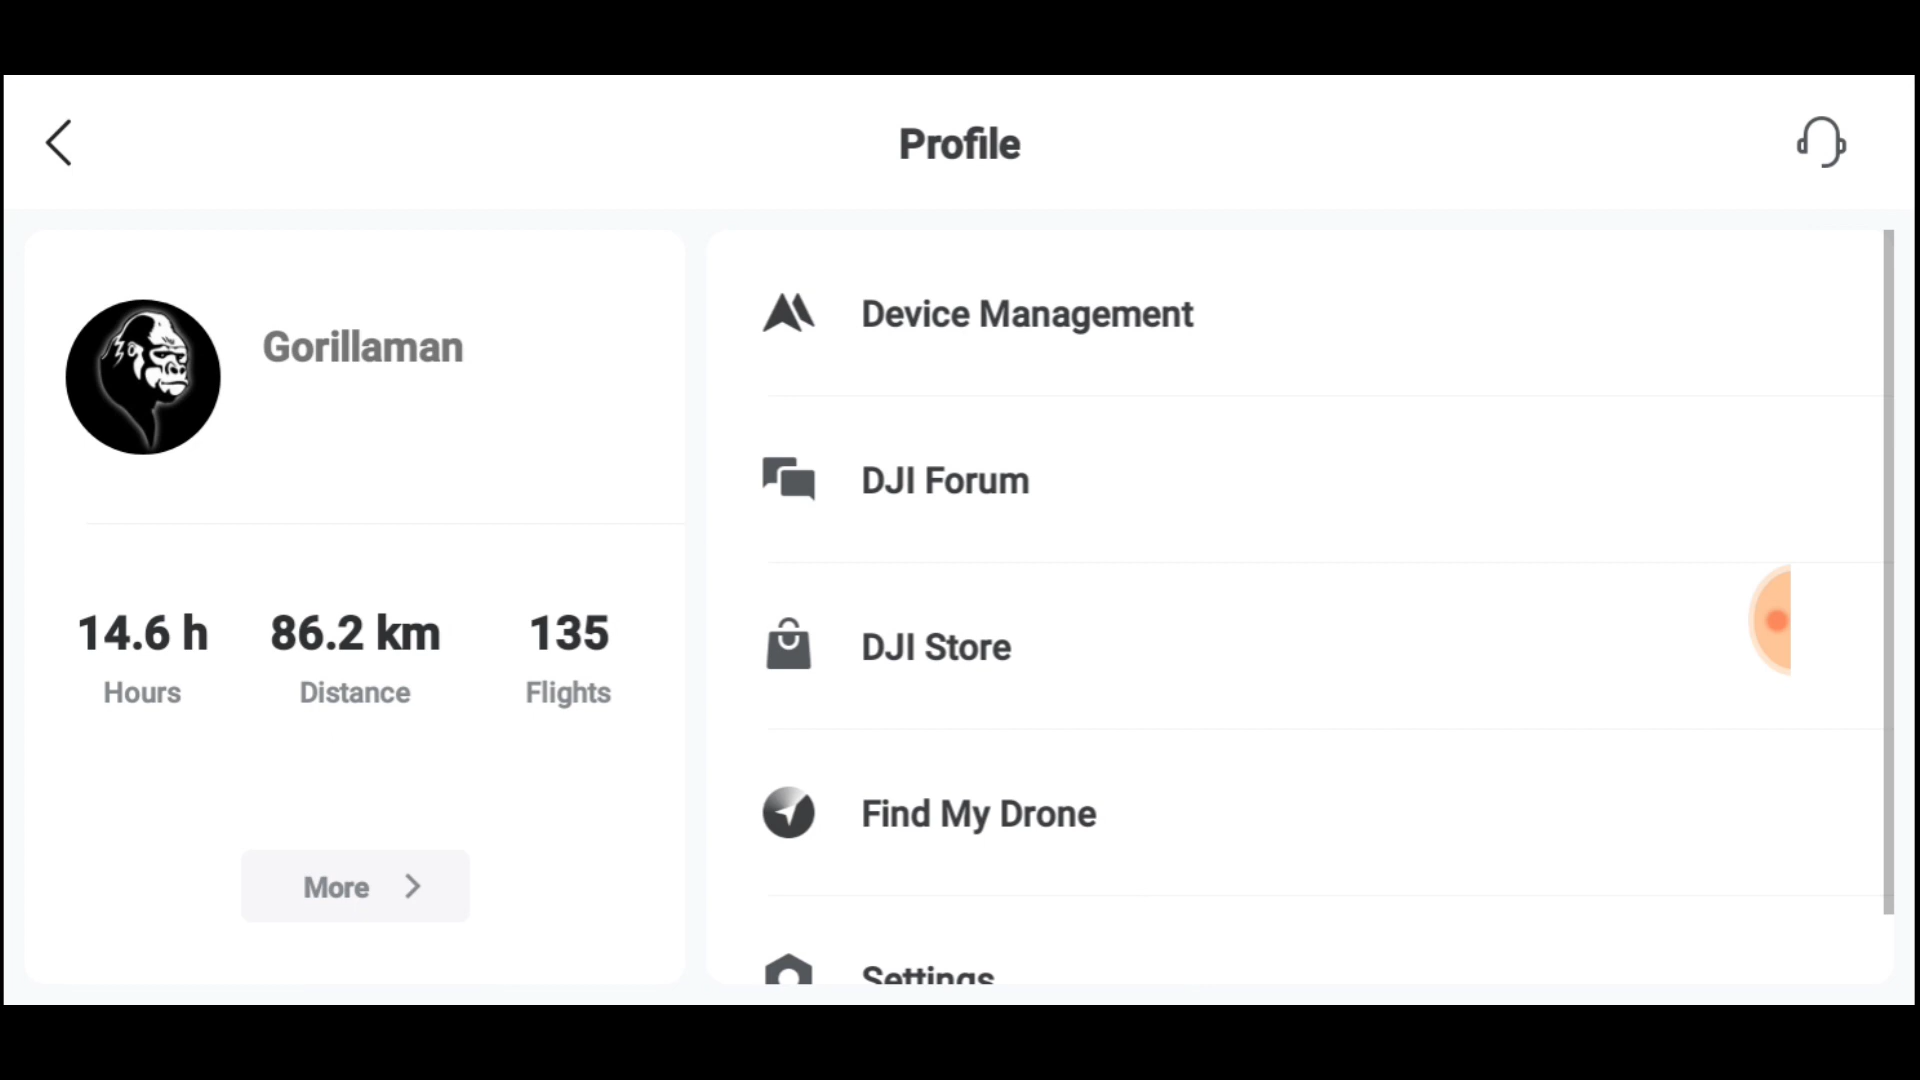 Profile
Gorillaman
14.6 h
Hours
86.2 km
Distance
135
Flights
More
Device Management
DJI Forum
DJI Store
Find My Drone
Settings